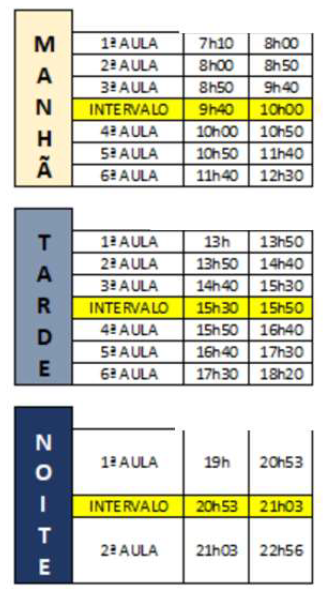 MANHÃ
1ª AULA 7h10 8h00
2ª AULA 8h00 8h50
3ª AULA 8h50 9h40
INTERVALO 9h40 10h00
4ª AULA 10h00 10h50
5ª AULA 10h50 11h40
6ª AULA 11h40 12h30
TARDE
1ª AULA 13h 13h50
2ª AULA 13h50 14h40
3ª AULA 14h40 15h30
INTERVALO 15h30 15h50
4ª AULA 15h50 16h40
5ª AULA 16h40 17h30
6ª AULA 17h30 18h20
NOITE
1ª AULA 19h 20h53
INTERVALO 20h53 21h03
2ª AULA 21h03 22h56